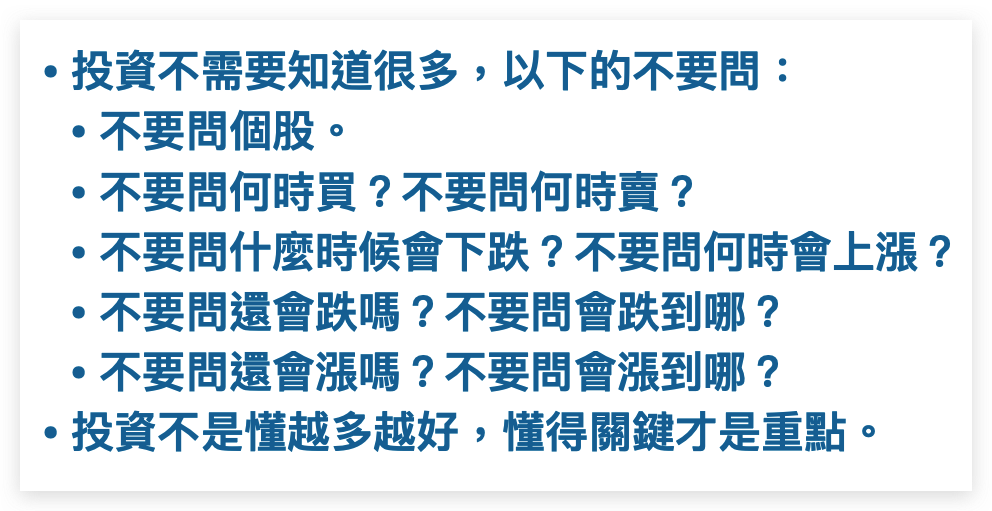 • 投資不需要知道很多，以下的不要問：
• 不要問個股。
• 不要問何時買？不要問何時賣？
• 不要問什麼時候會下跌？不要問何時會上漲？
• 不要問還會跌嗎？不要問會跌到哪？
• 不要問還會漲嗎？不要問會漲到哪？
• 投資不是懂越多越好，懂得關鍵才是重點。